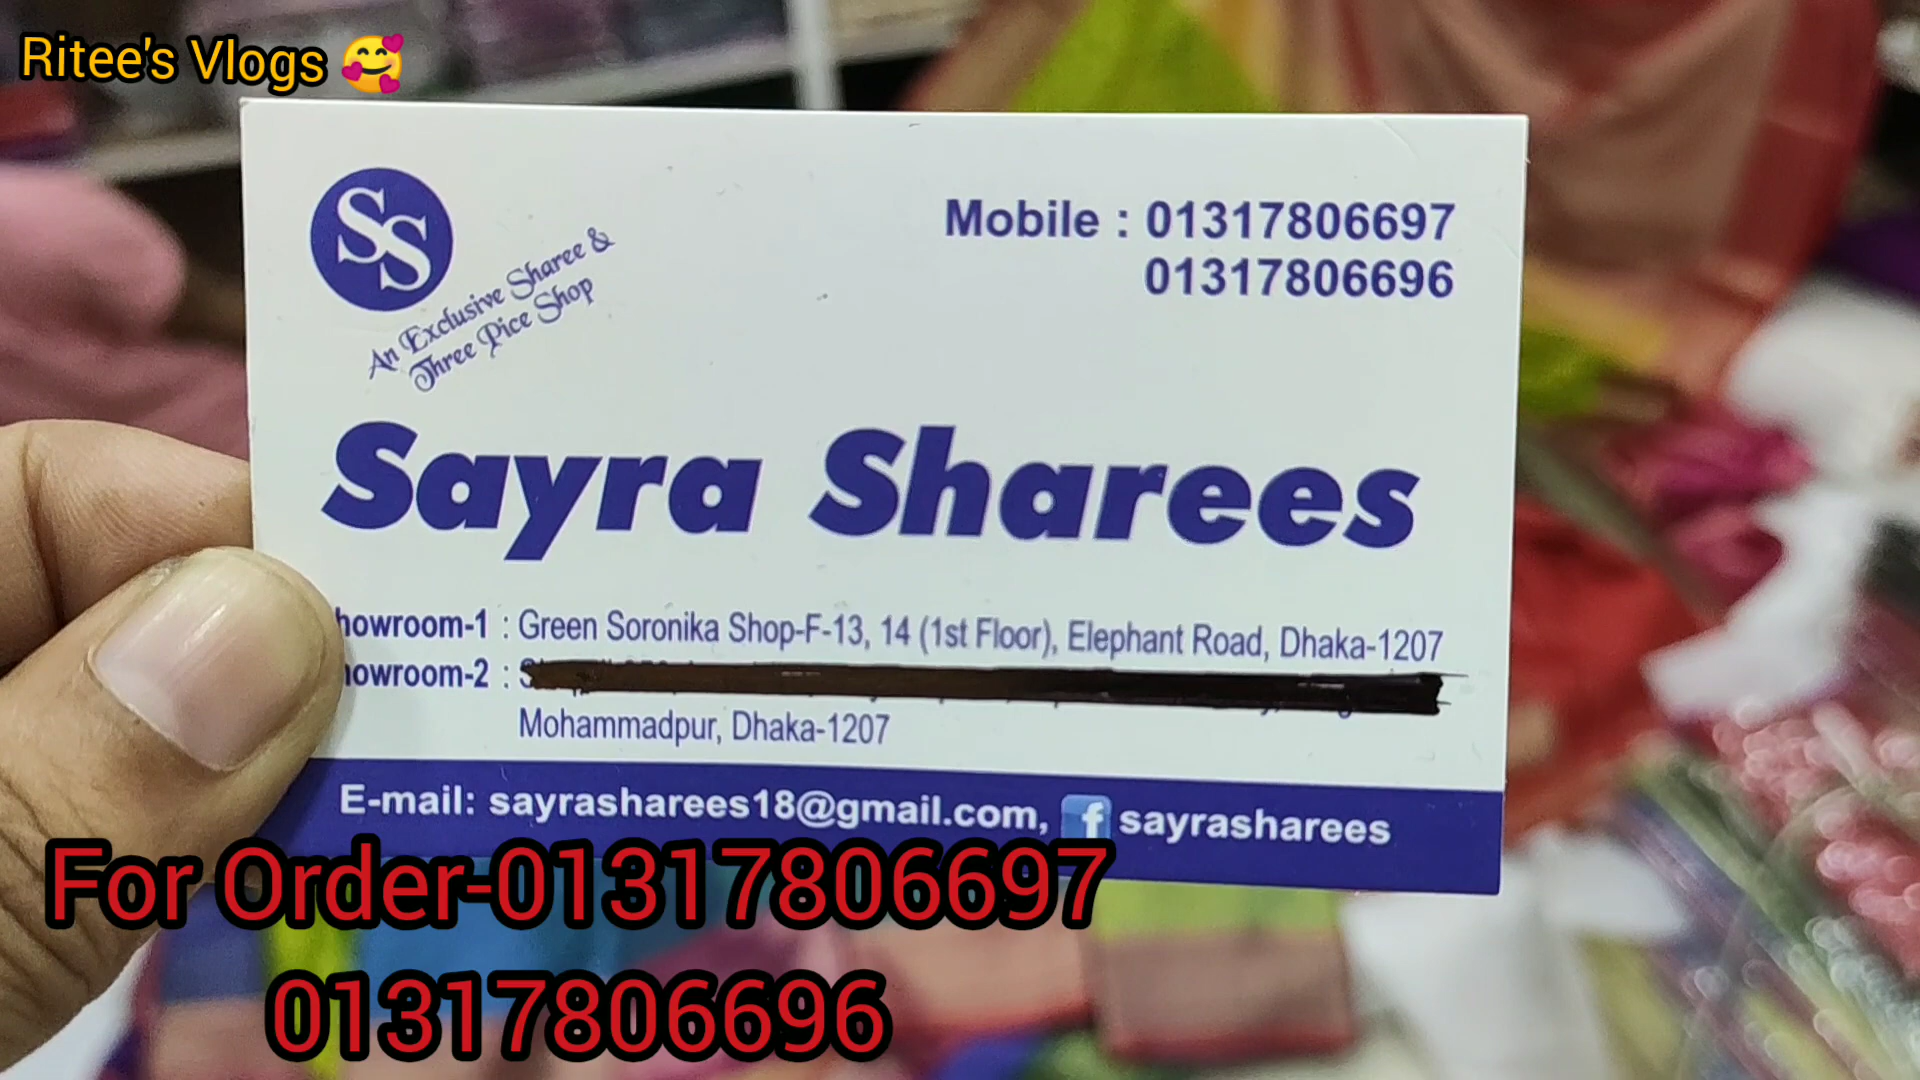 Ritee's Vlogs 🥰
SS
An Exclusive Sharee &
Three Pice Shop
Mobile : 01317806697
01317806696
Sayra Sharees
howroom-1 : Green Soronika Shop-F-13, 14 (1st Floor), Elephant Road, Dhaka-1207
howroom-2 :
Mohammadpur, Dhaka-1207
E-mail: sayrasharees18@gmail.com, f sayrasharees
For Order-01317806697
01317806696